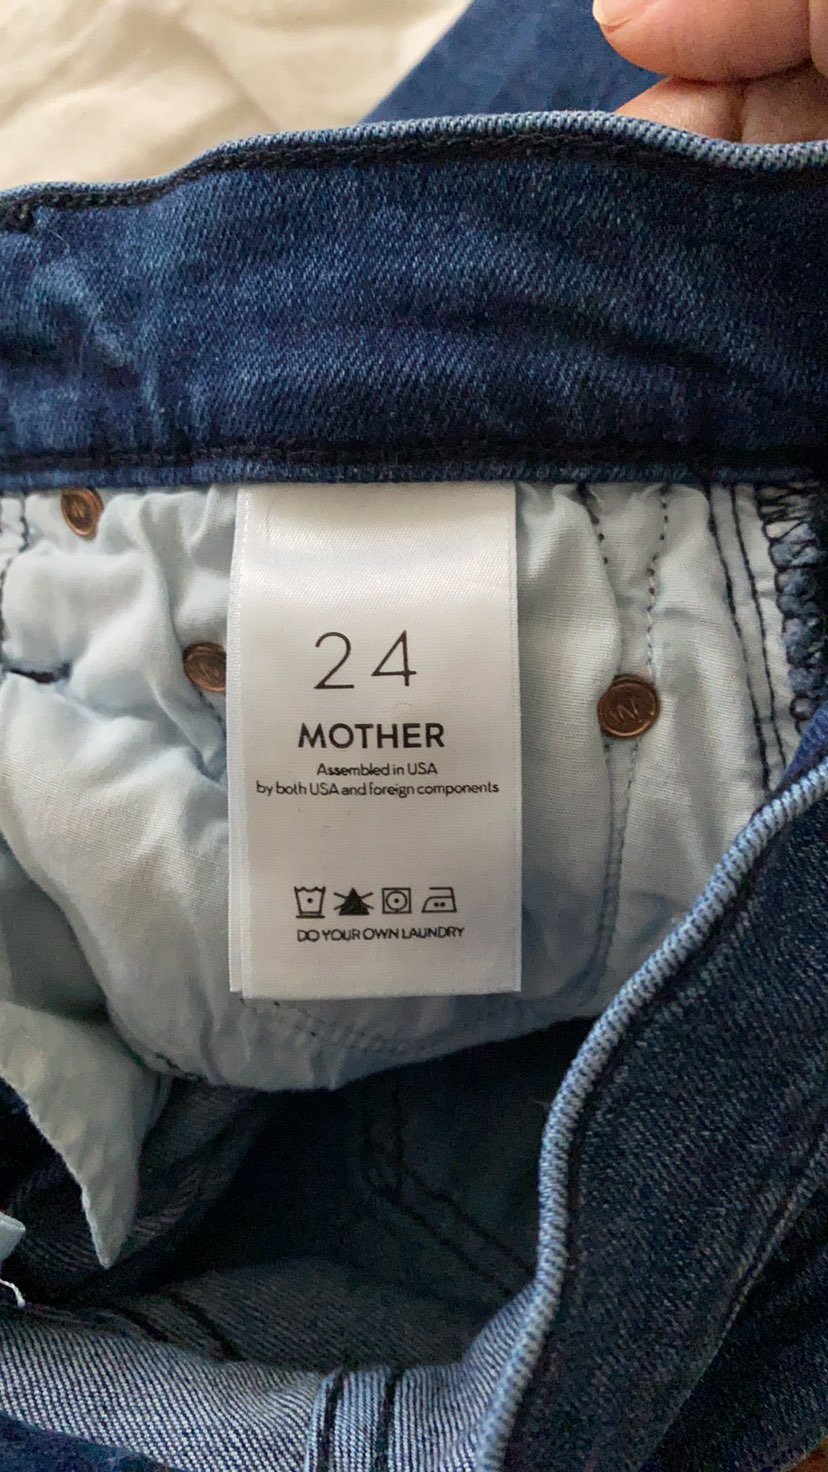 24
MOTHER
Assembled in USA
by both USA and foreign components
DO YOUR OWN LAUNDRY